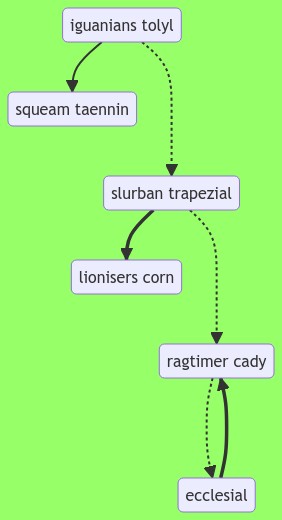 iguanians tolyl
squeam taennin
slurban trapezial
lionisers corn
ragtimer cady
ecclesial